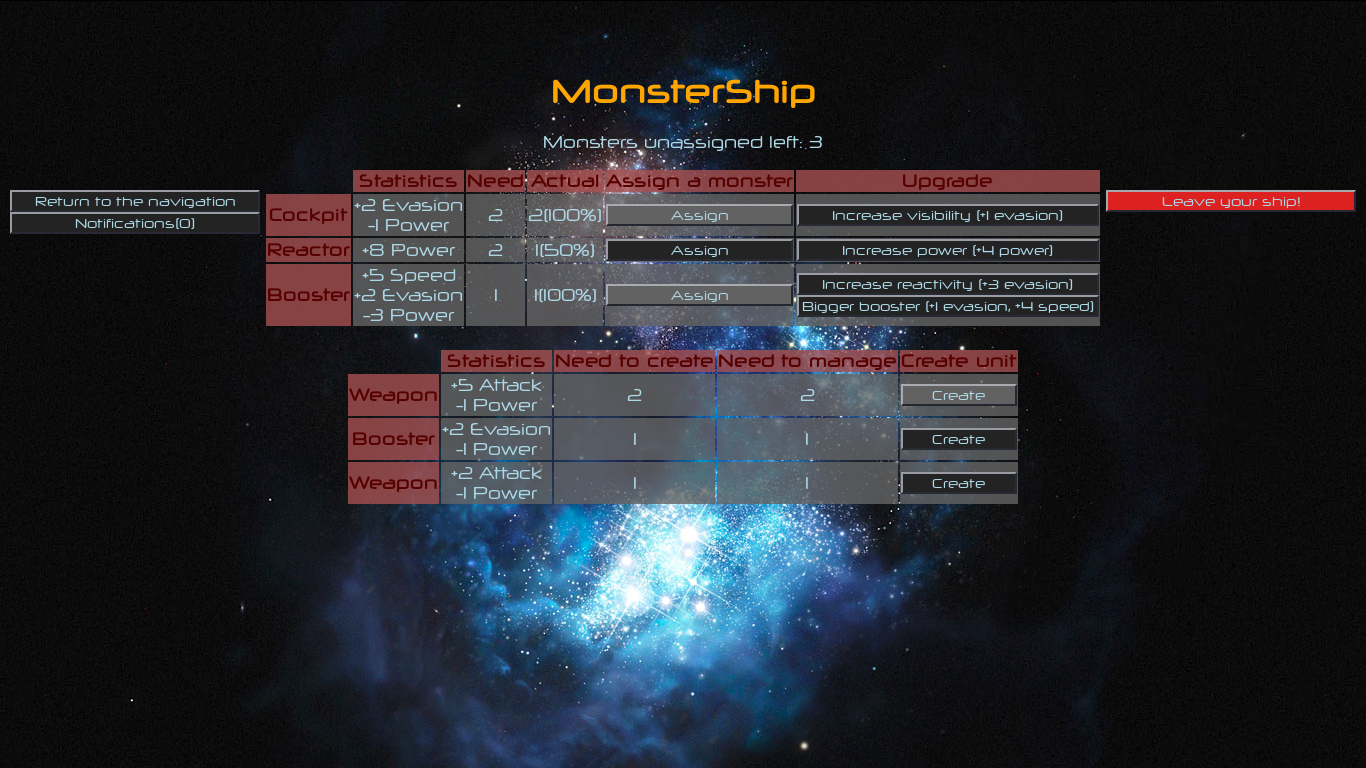 MonsterShip
Monsters unassigned left: 3
Return to the navigation
Notifications(0)
Leave your ship!
Statistics Need Actual Assign a monster Upgrade
Cockpit +2 Evasion 2 2(100%) Assign Increase visibility (+1 evasion)
-1 Power
Reactor +8 Power 2 1(50%) Assign Increase power (+4 power)
Booster +5 Speed 1 1(100%) Assign Increase reactivity (+3 evasion)
+2 Evasion Bigger booster (+1 evasion, +4 speed)
-3 Power
Statistics Need to create Need to manage Create unit
Weapon +5 Attack 2 2 Create
-1 Power
Booster +2 Evasion 1 1 Create
-1 Power
Weapon +2 Attack 1 1 Create
-1 Power